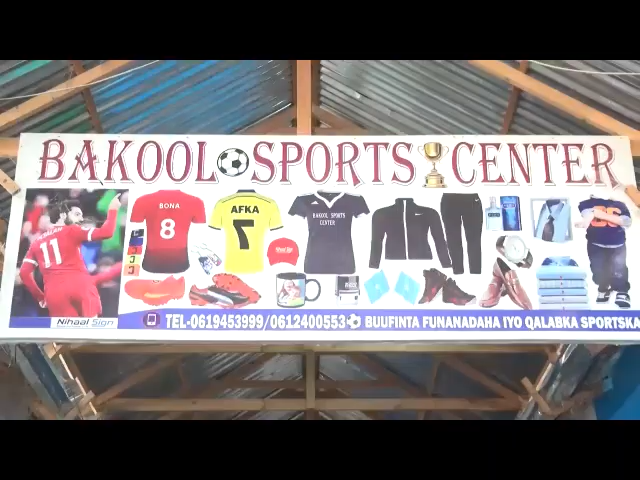 BAKOOL SPORTS CENTER
BONA
8
AFKA
7
BAKOOL SPORTS
CENTER
11
Nihaal Sign
TEL-0619453999/0612400553 BUUFINTA FUNANADAHA IYO QALABKA SPORTSKA